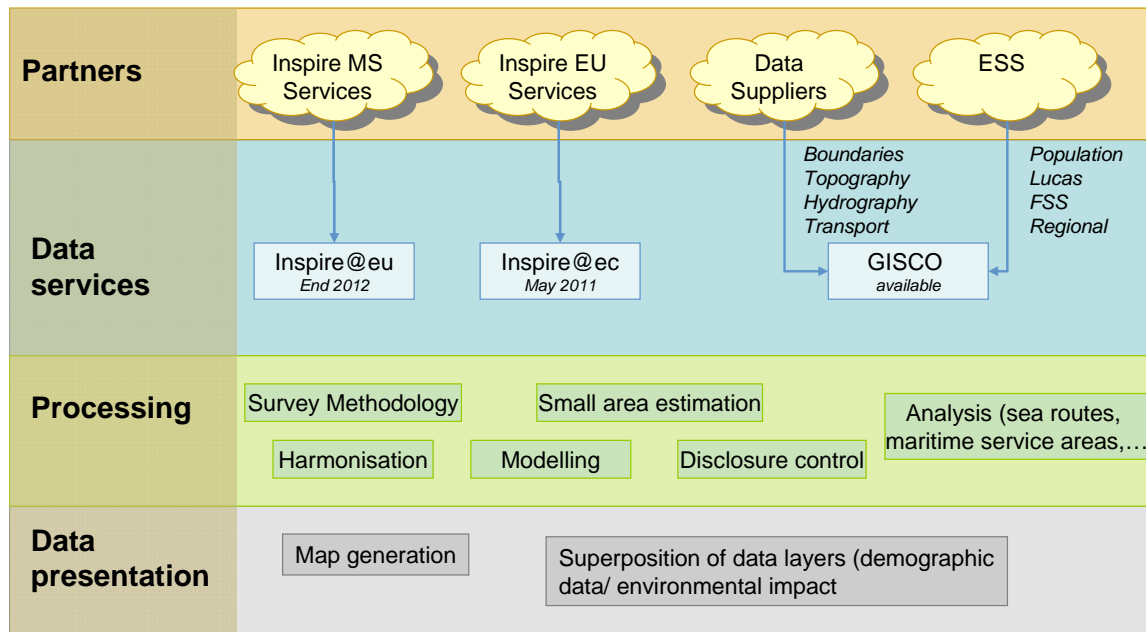 Partners
Inspire MS
Services
Inspire EU
Services
Data
Suppliers
ESS
Data
services
Boundaries
Topography
Hydrography
Transport
Population
Lucas
FSS
Regional
Inspire@eu
End 2012
Inspire@ec
May 2011
GISCO
available
Processing
Survey Methodology
Small area estimation
Analysis (sea routes,
maritime service areas,…
Harmonisation
Modelling
Disclosure control
Data
presentation
Map generation
Superposition of data layers (demographic
data/ environmental impact